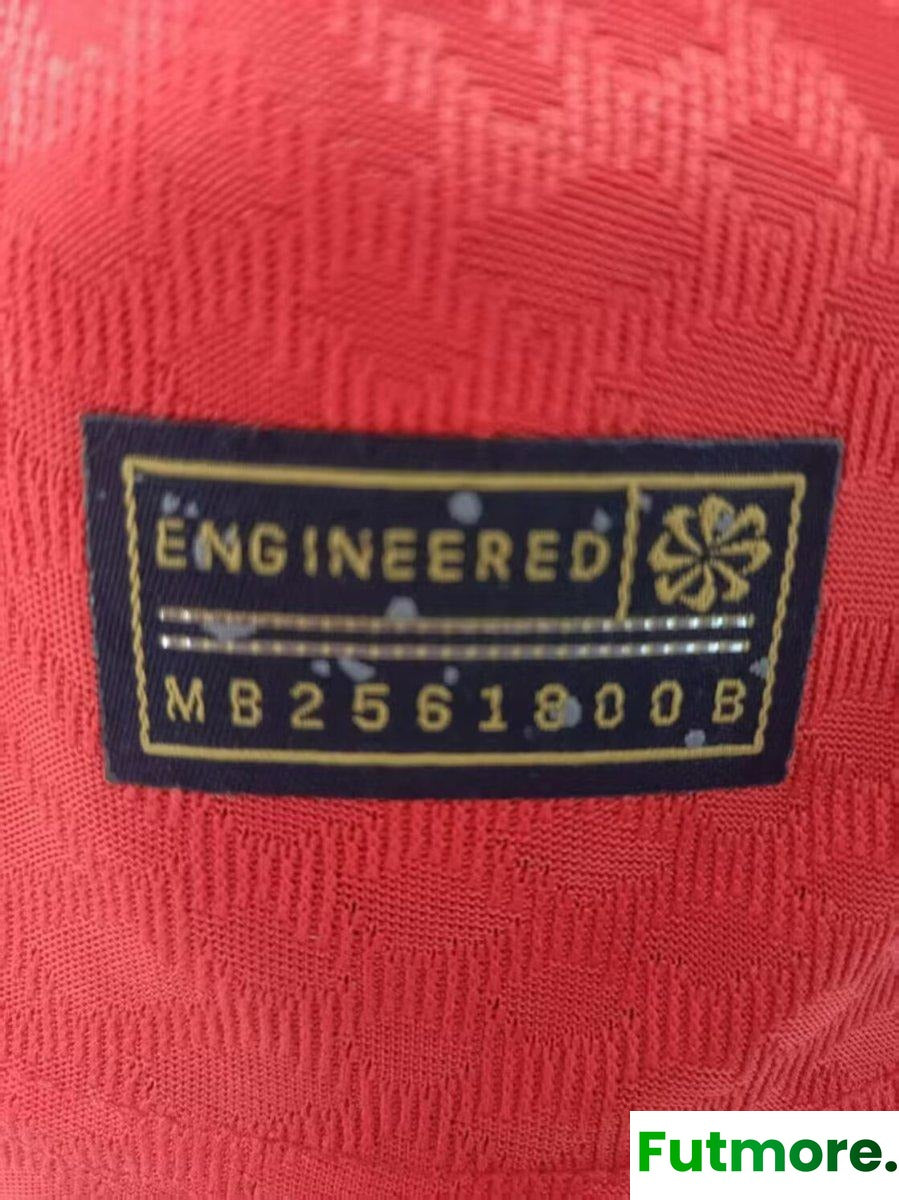 ENGINEERED
MB2561800B
Futmore.